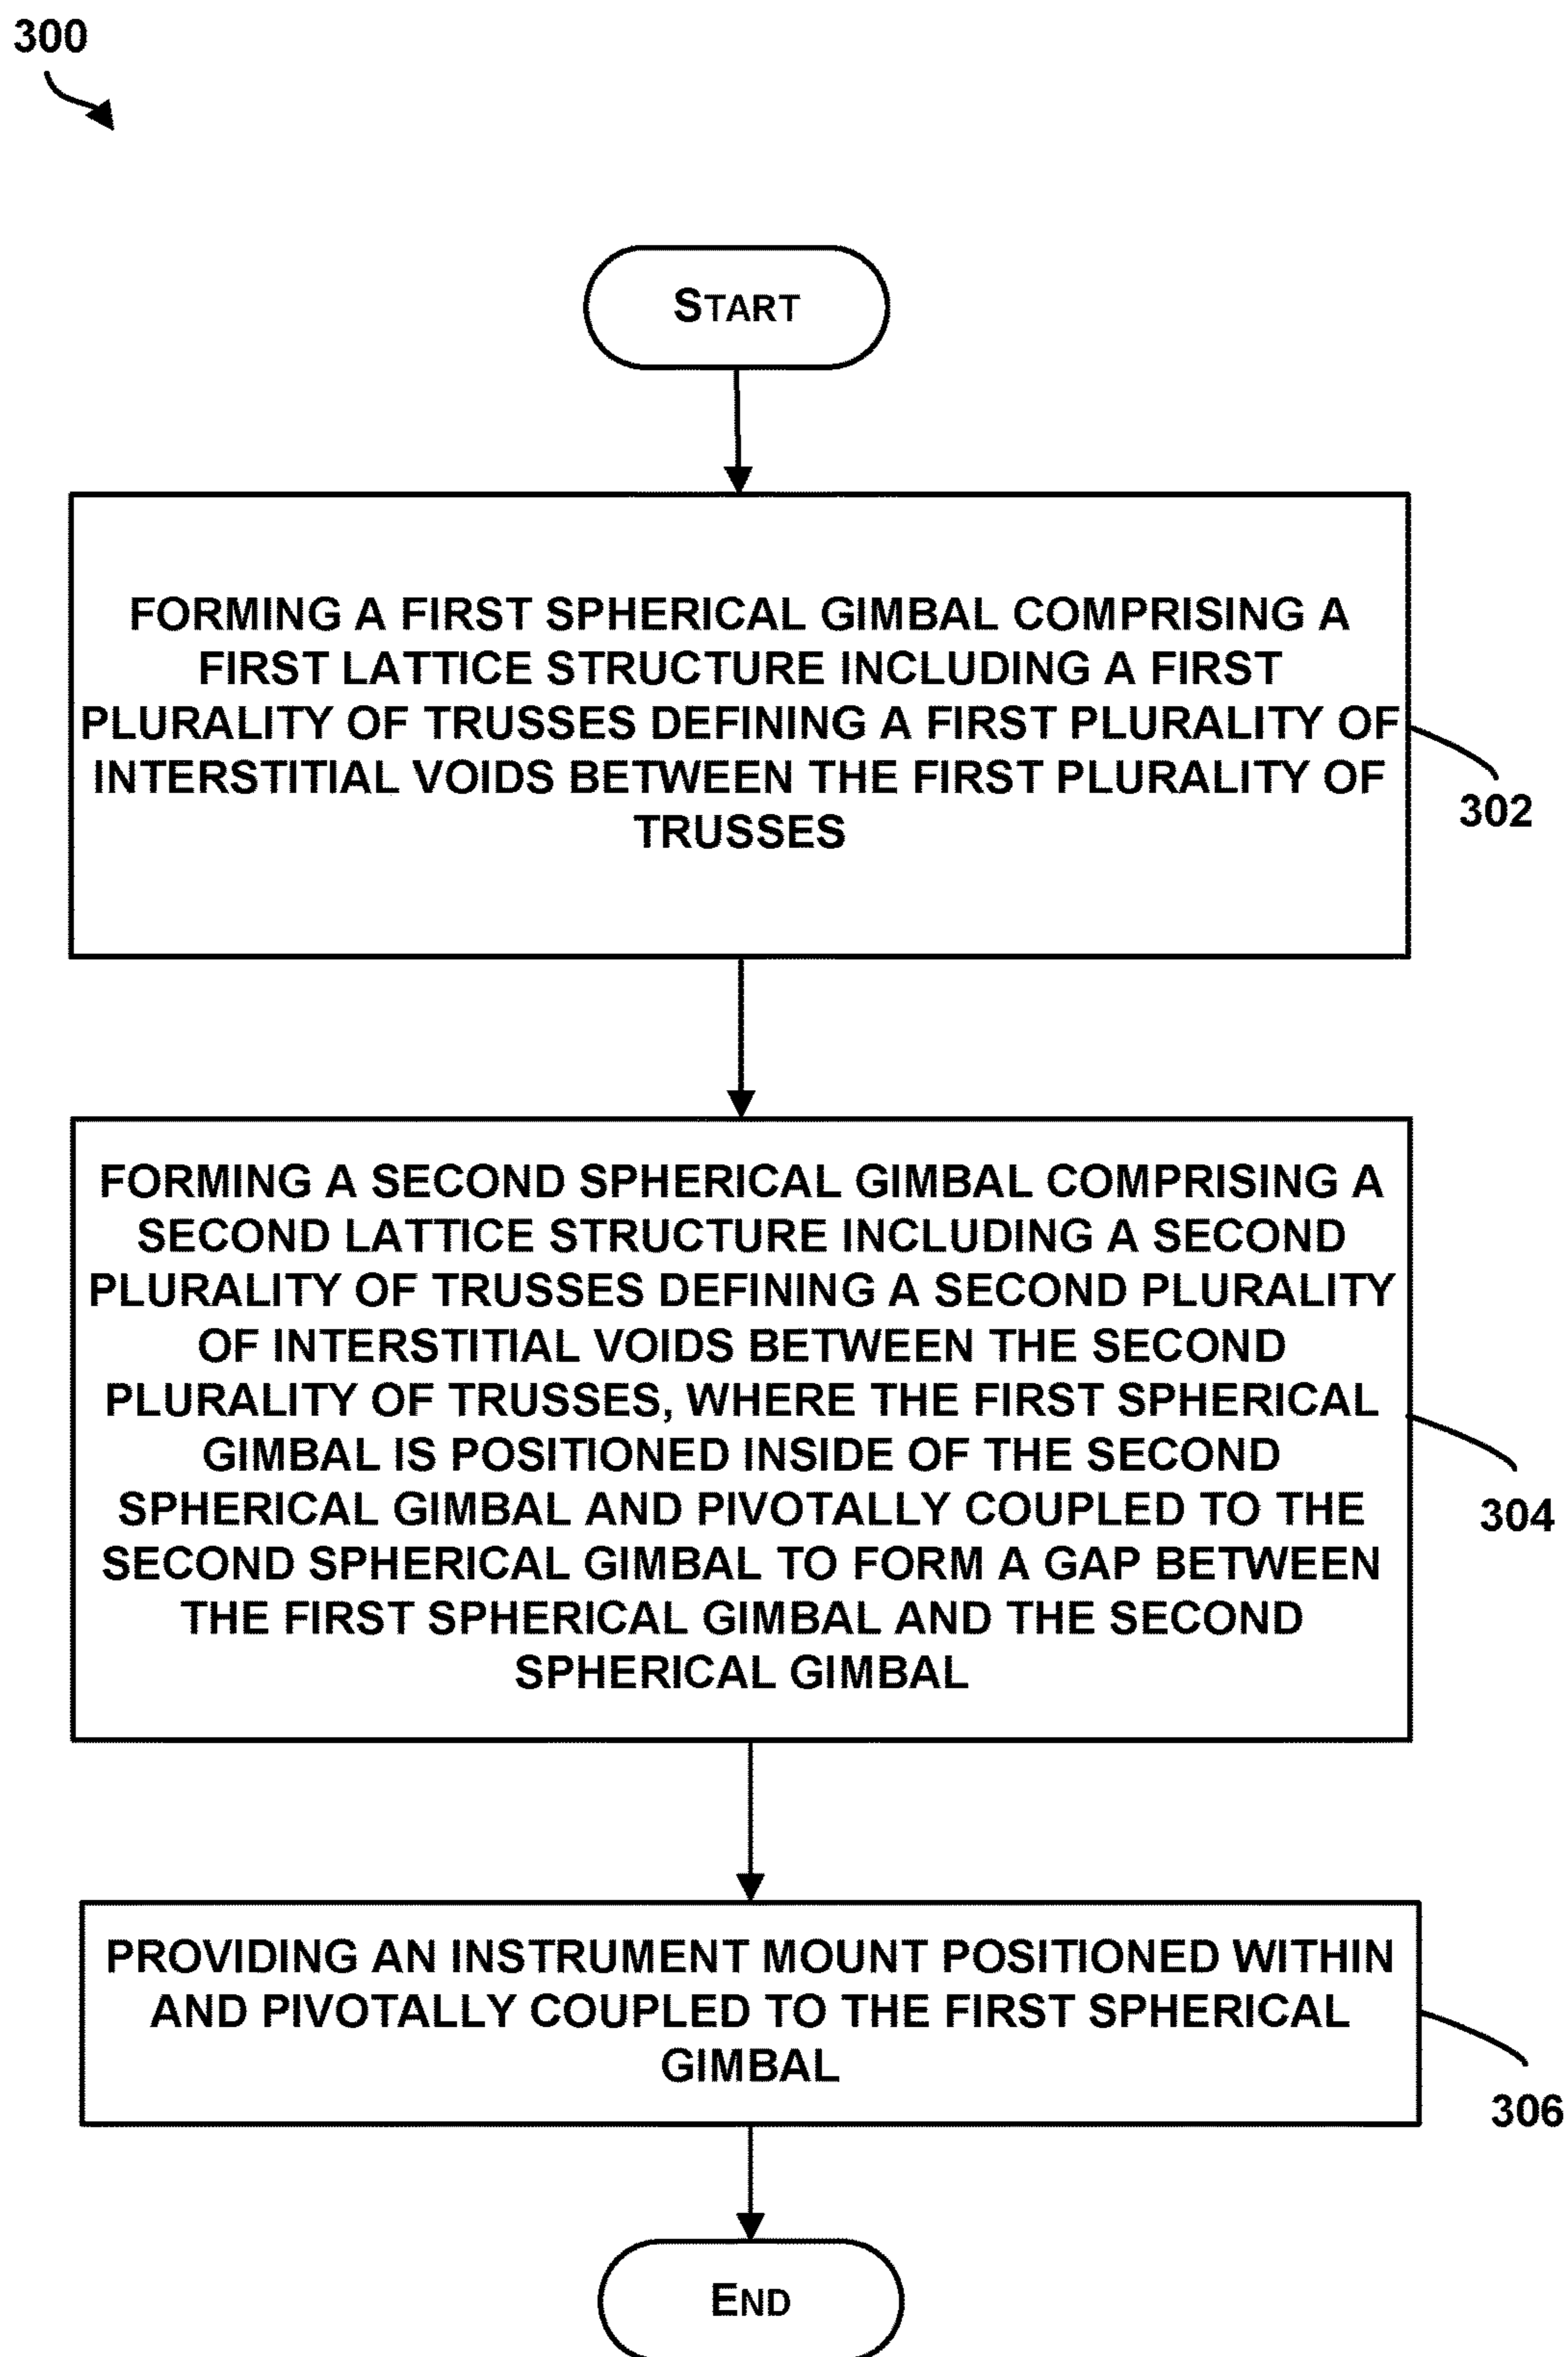 300
START
FORMING A FIRST SPHERICAL GIMBAL COMPRISING A
FIRST LATTICE STRUCTURE INCLUDING A FIRST
PLURALITY OF TRUSSES DEFINING A FIRST PLURALITY OF
INTERSTITIAL VOIDS BETWEEN THE FIRST PLURALITY OF
TRUSSES
302
FORMING A SECOND SPHERICAL GIMBAL COMPRISING A
SECOND LATTICE STRUCTURE INCLUDING A SECOND
PLURALITY OF TRUSSES DEFINING A SECOND PLURALITY
OF INTERSTITIAL VOIDS BETWEEN THE SECOND
PLURALITY OF TRUSSES, WHERE THE FIRST SPHERICAL
GIMBAL IS POSITIONED INSIDE OF THE SECOND
SPHERICAL GIMBAL AND PIVOTALLY COUPLED TO THE
SECOND SPHERICAL GIMBAL TO FORM A GAP BETWEEN
THE FIRST SPHERICAL GIMBAL AND THE SECOND
SPHERICAL GIMBAL
304
PROVIDING AN INSTRUMENT MOUNT POSITIONED WITHIN
AND PIVOTALLY COUPLED TO THE FIRST SPHERICAL
GIMBAL
306
END